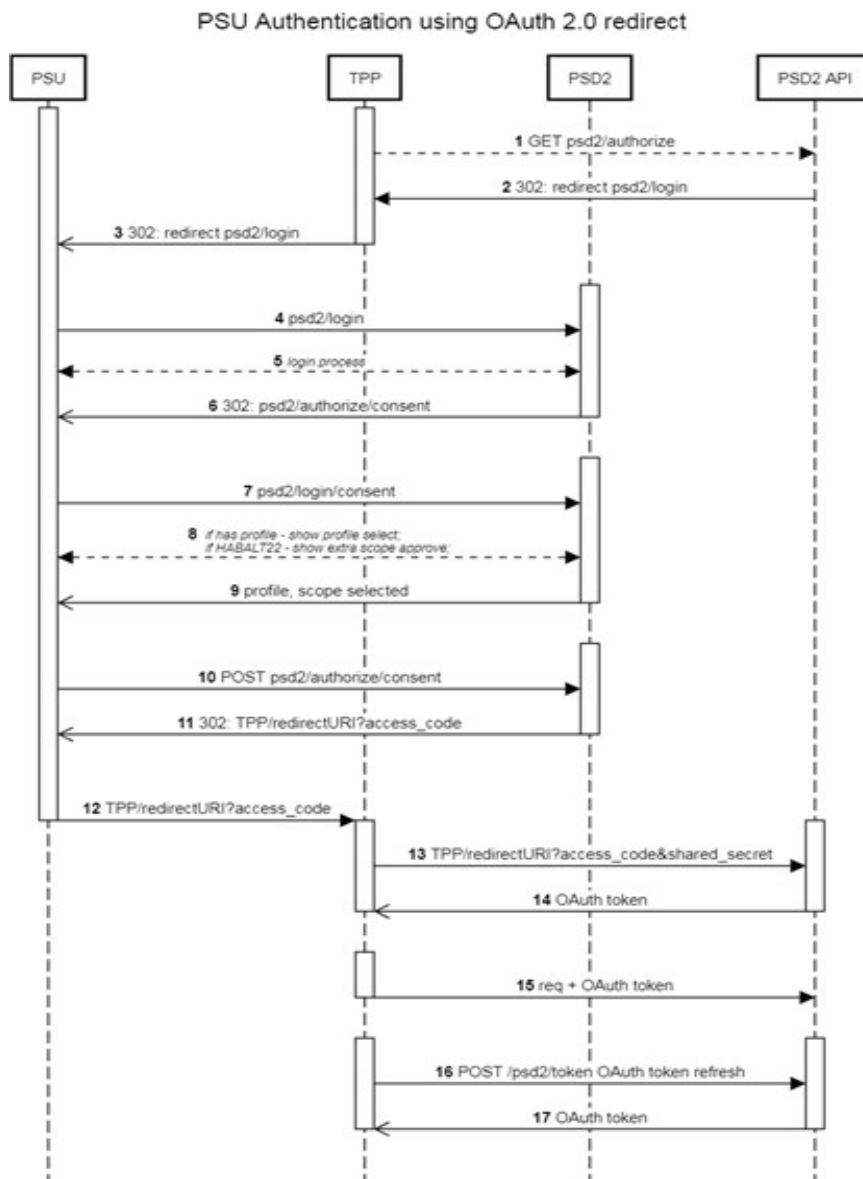 PSU Authentication using OAuth 2.0 redirect
PSU
TPP
PSD2
PSD2 API
1 GET psd2/authorize
2 302: redirect psd2/login
3 302: redirect psd2/login
4 psd2/login
5 login process
6 302: psd2/authorize/consent
7 psd2/login/consent
8 if has profile - show profile select;
if HABALT22 - show extra scope approve;
9 profile, scope selected
10 POST psd2/authorize/consent
11 302: TPP/redirectURI?access_code
12 TPP/redirectURI?access_code
13 TPP/redirectURI?access_code&shared_secret
14 OAuth token
15 req + OAuth token
16 POST /psd2/token OAuth token refresh
17 OAuth token